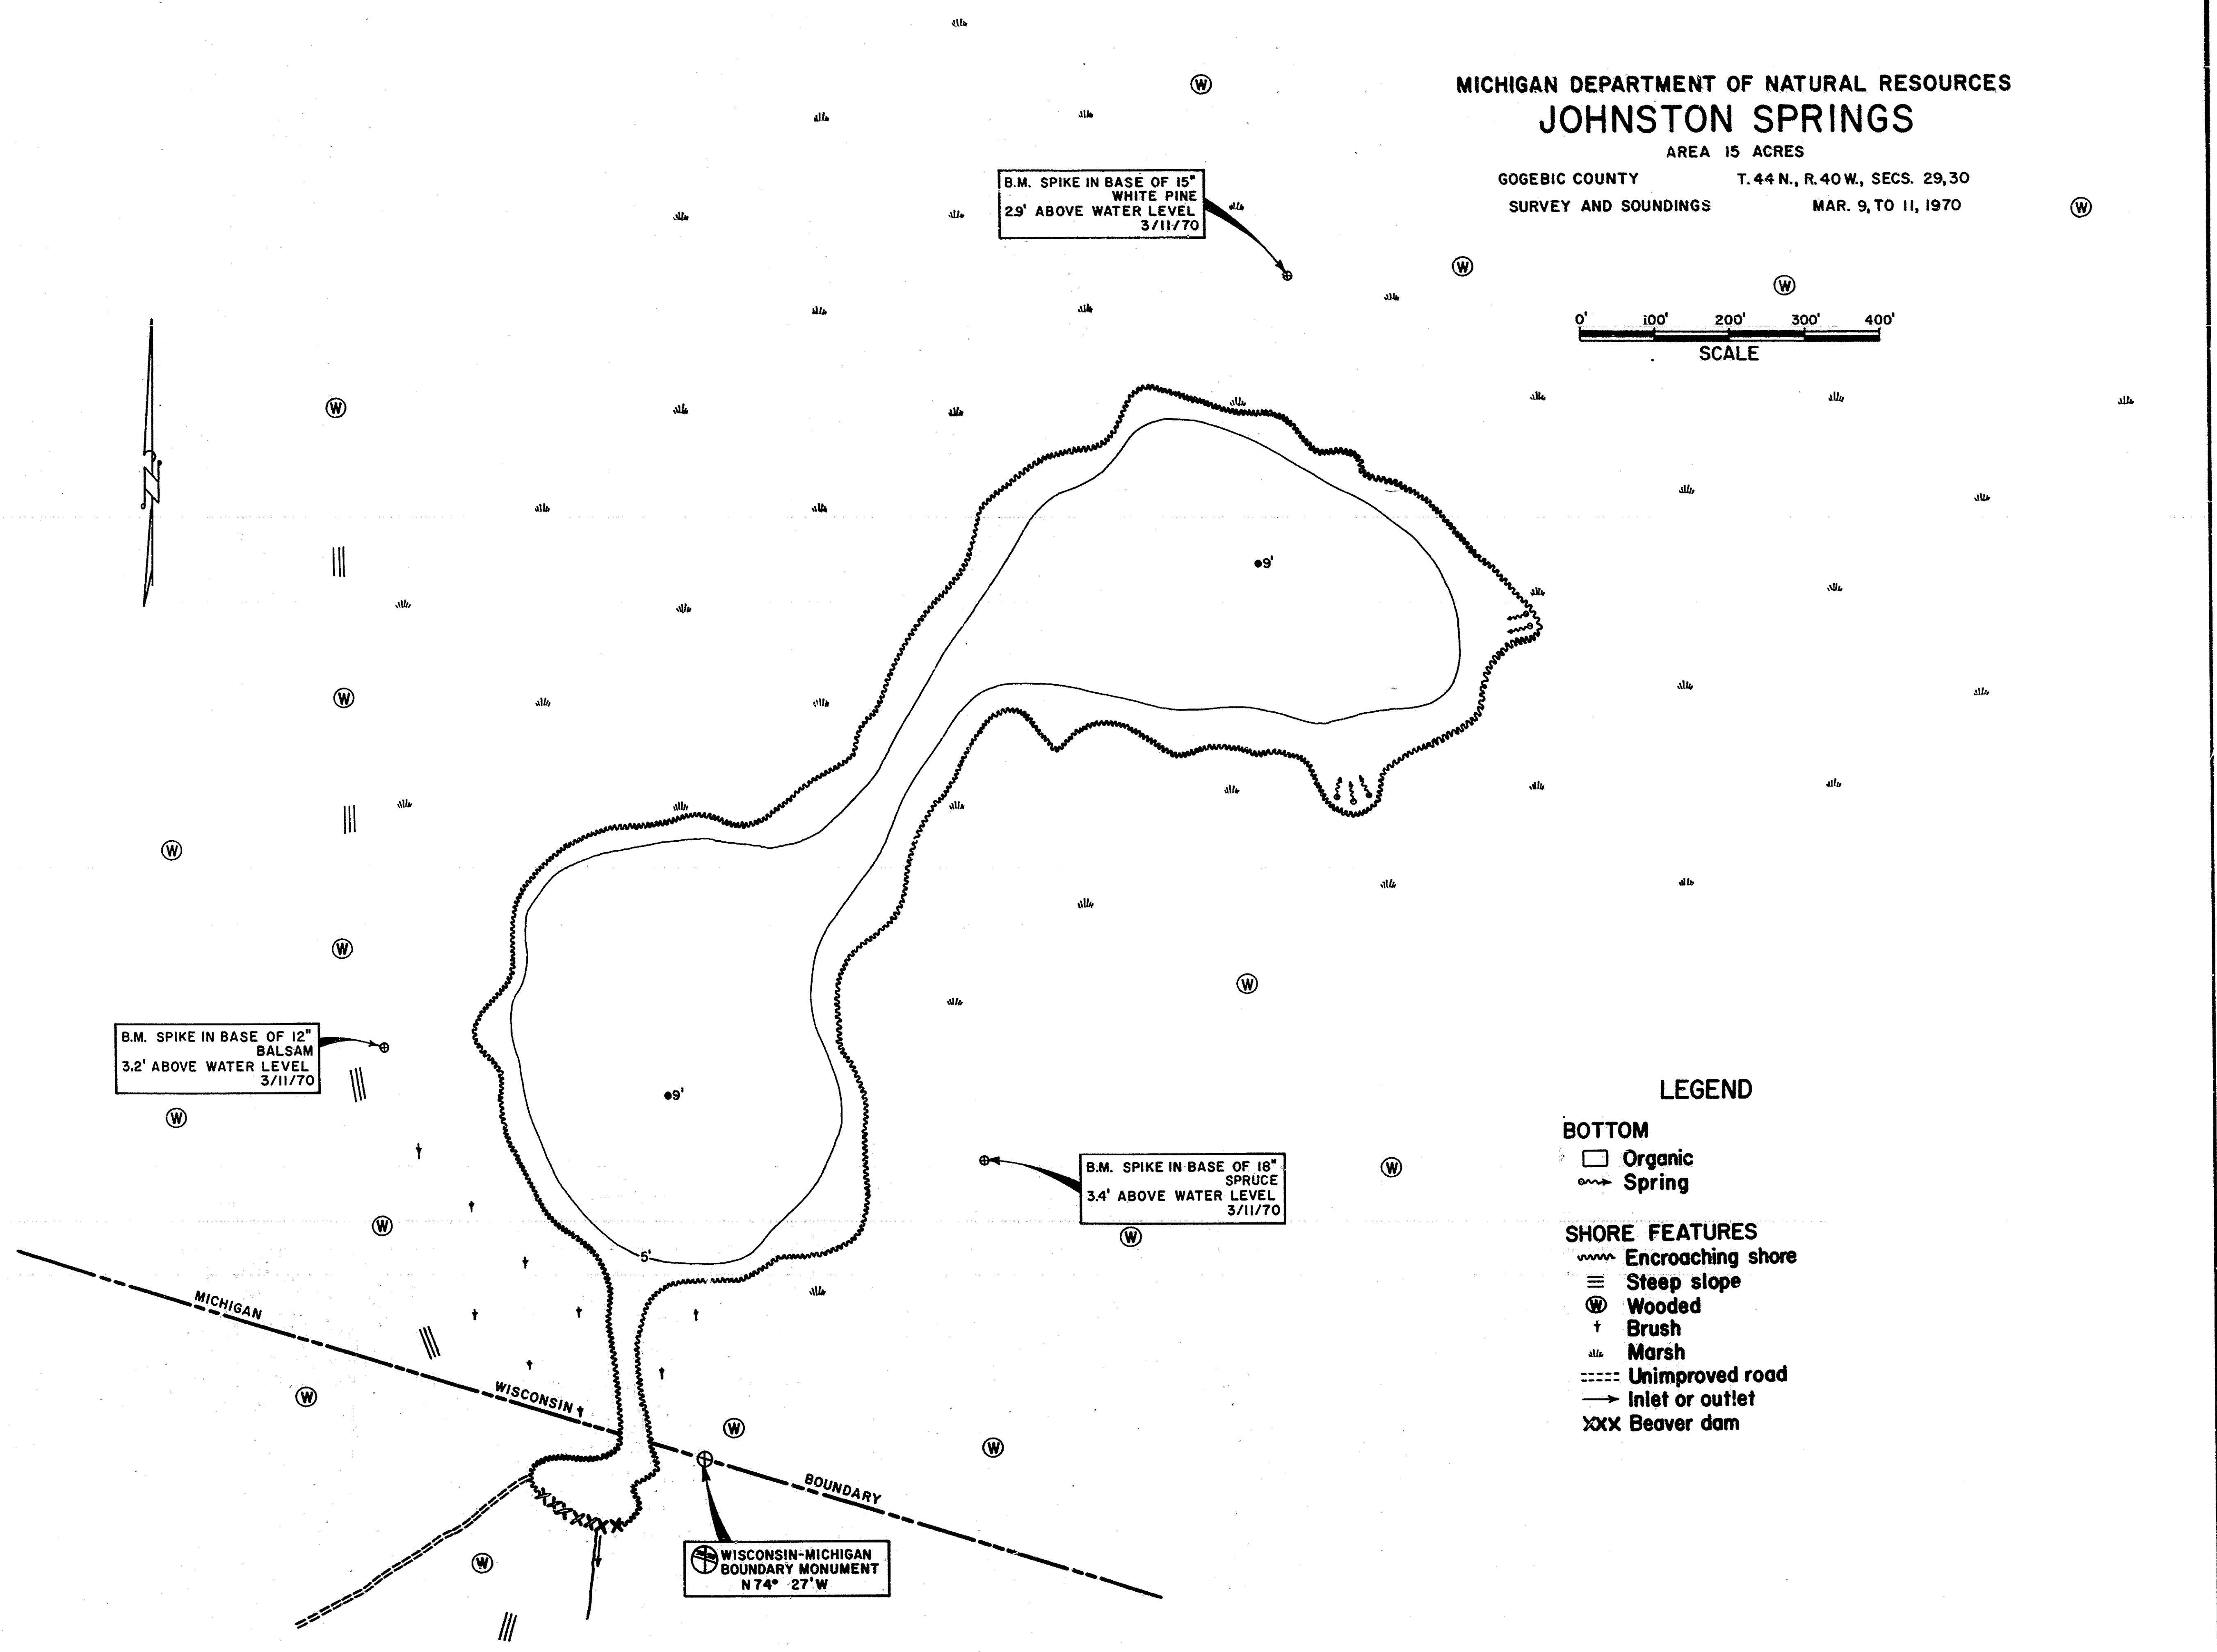 MICHIGAN DEPARTMENT OF NATURAL RESOURCES
JOHNSTON SPRINGS
AREA 15 ACRES
GOGEBIC COUNTY T. 44 N., R. 40 W., SECS. 29,30
SURVEY AND SOUNDINGS MAR. 9, TO 11, 1970
0' 100' 200' 300' 400'
SCALE
B.M. SPIKE IN BASE OF 15"
WHITE PINE
2.9' ABOVE WATER LEVEL
3/11/70
W
W
W
W
W
N
W
W
W
W
W
W
W
W
W
W
W
W
W
9'
9'
5'
B.M. SPIKE IN BASE OF 12"
BALSAM
3.2' ABOVE WATER LEVEL
3/11/70
B.M. SPIKE IN BASE OF 18"
SPRUCE
3.4' ABOVE WATER LEVEL
3/11/70
MICHIGAN
WISCONSIN
BOUNDARY
WISCONSIN-MICHIGAN
BOUNDARY MONUMENT
N 74° 27' W
LEGEND
BOTTOM
Organic
Spring
SHORE FEATURES
Encroaching shore
Steep slope
W Wooded
Brush
Marsh
Unimproved road
Inlet or outlet
XXX Beaver dam